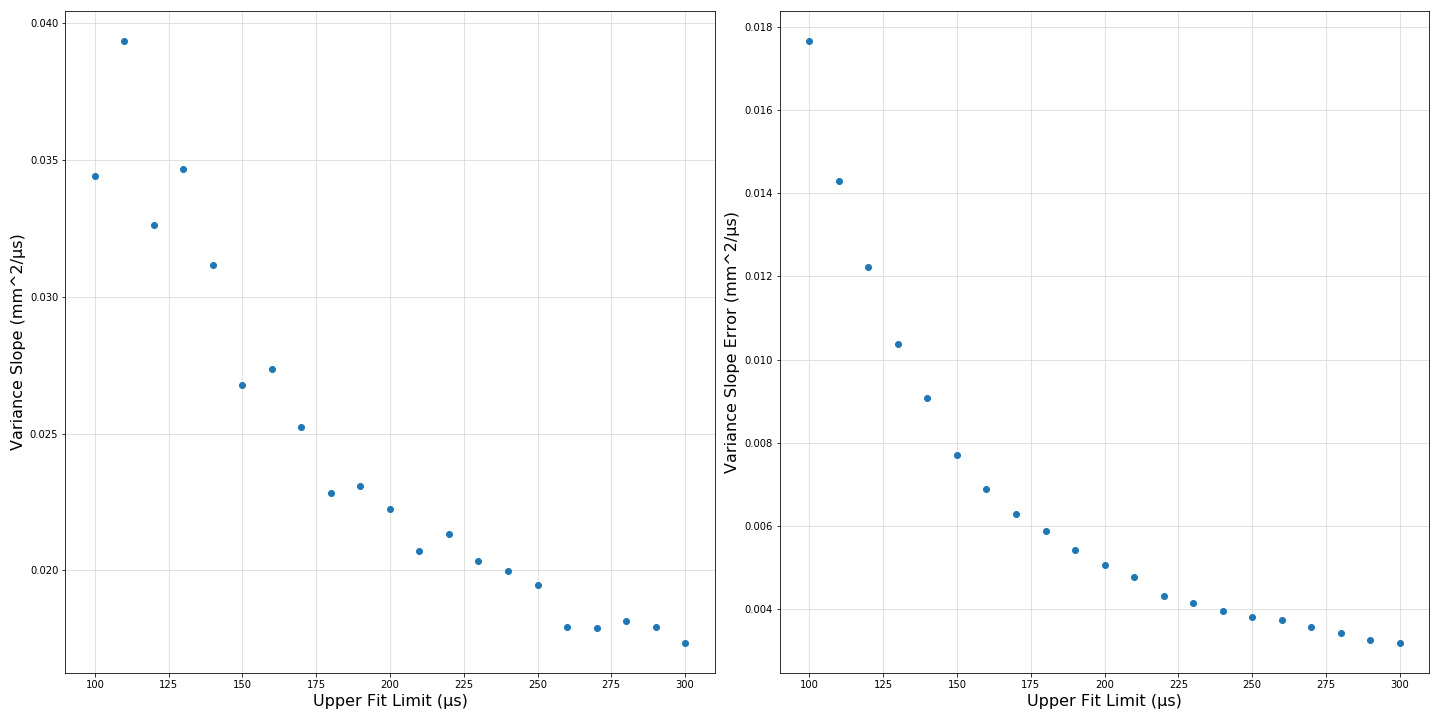 0.040
0.035
0.030
0.025
0.020
Variance Slope (mm^2/µs)
100 125 150 175 200 225 250 275 300
Upper Fit Limit (µs)
0.018
0.016
0.014
0.012
0.010
0.008
0.006
0.004
Variance Slope Error (mm^2/µs)
100 125 150 175 200 225 250 275 300
Upper Fit Limit (µs)